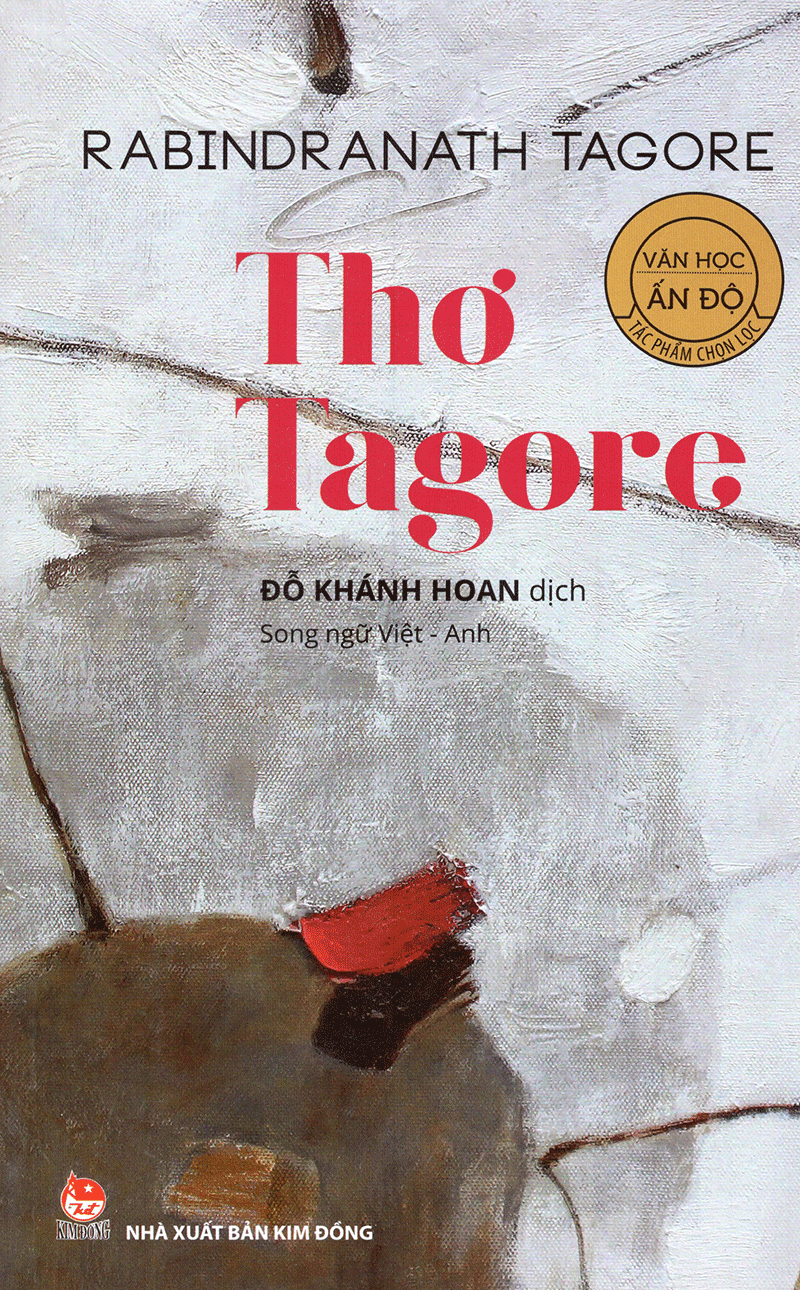 RABINDRANATH TAGORE
VĂN HỌC
ẤN ĐỘ
TÁC PHẨM CHỌN LỌC
Thơ
Tagore
ĐỖ KHÁNH HOAN dịch
Song ngữ Việt - Anh
KIM ĐỒNG
NHÀ XUẤT BẢN KIM ĐỒNG